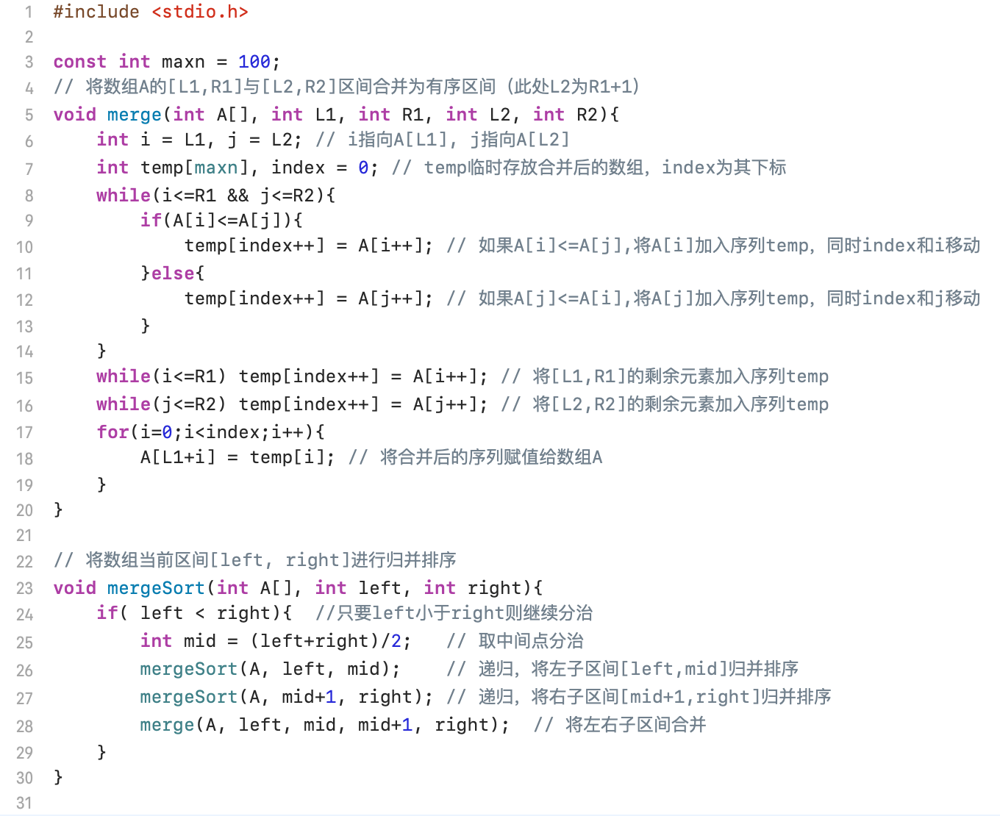 1 #include <stdio.h>
2
3 const int maxn = 100;
4 // 将数组A的[L1,R1]与[L2,R2]区间合并为有序区间（此处L2为R1+1）
5 void merge(int A[], int L1, int R1, int L2, int R2){
6     int i = L1, j = L2; // i指向A[L1], j指向A[L2]
7     int temp[maxn], index = 0; // temp临时存放合并后的数组，index为其下标
8     while(i<=R1 && j<=R2){
9         if(A[i]<=A[j]){
10             temp[index++] = A[i++]; // 如果A[i]<=A[j],将A[i]加入序列temp，同时index和i移动
11         }else{
12             temp[index++] = A[j++]; // 如果A[j]<=A[i],将A[j]加入序列temp，同时index和j移动
13         }
14     }
15     while(i<=R1) temp[index++] = A[i++]; // 将[L1,R1]的剩余元素加入序列temp
16     while(j<=R2) temp[index++] = A[j++]; // 将[L2,R2]的剩余元素加入序列temp
17     for(i=0;i<index;i++){
18         A[L1+i] = temp[i]; // 将合并后的序列赋值给数组A
19     }
20 }
21
22 // 将数组当前区间[left, right]进行归并排序
23 void mergeSort(int A[], int left, int right){
24     if( left < right){  //只要left小于right则继续分治
25         int mid = (left+right)/2;   // 取中间点分治
26         mergeSort(A, left, mid);    // 递归，将左子区间[left,mid]归并排序
27         mergeSort(A, mid+1, right); // 递归，将右子区间[mid+1,right]归并排序
28         merge(A, left, mid, mid+1, right);  // 将左右子区间合并
29     }
30 }
31